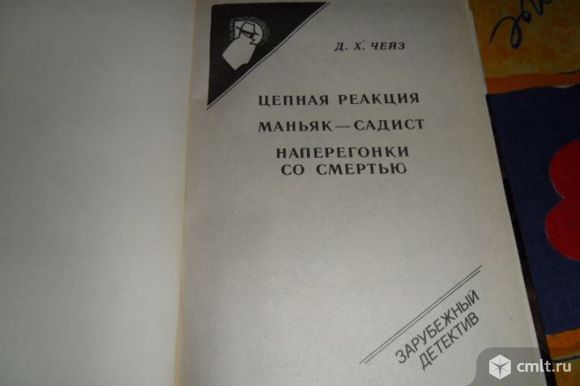 Д. Х. ЧЕЙЗ
ЦЕПНАЯ РЕАКЦИЯ
МАНЬЯК — САДИСТ
НАПЕРЕГОНКИ
СО СМЕРТЬЮ
ЗАРУБЕЖНЫЙ
ДЕТЕКТИВ
cmlt.ru